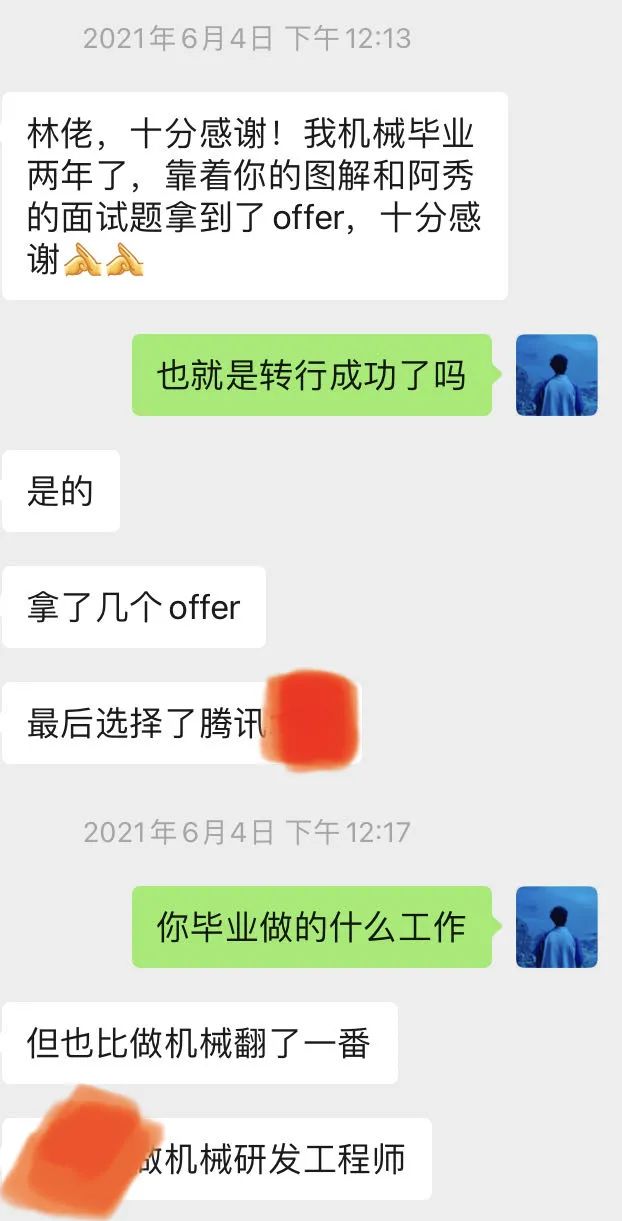 2021年6月4日 下午12:13
林佬，十分感谢！我机械毕业
两年了，靠着你的图解和阿秀
的面试题拿到了offer，十分感
谢
也就是转行成功了吗
是的
拿了几个offer
最后选择了腾讯
2021年6月4日 下午12:17
你毕业做的什么工作
但也比做机械翻了一番
做机械研发工程师